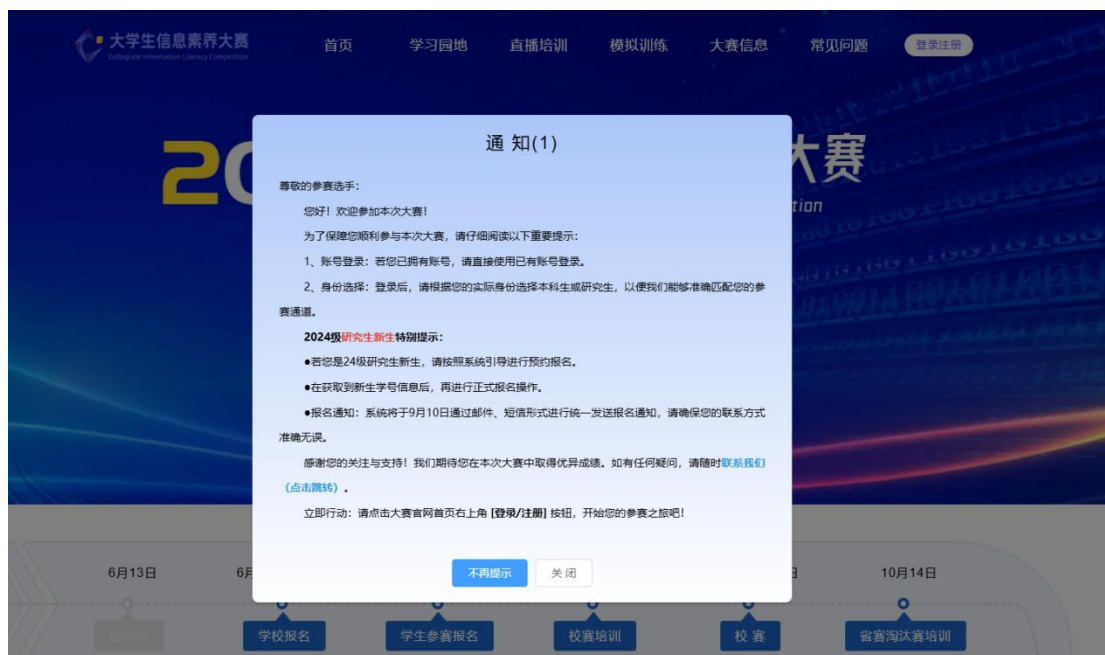 大学生信息素养大赛
Collegiate Information Literacy Competition
首页 学习园地 直播培训 模拟训练 大赛信息 常见问题 登录注册
20
大赛
tion
通 知(1)
尊敬的参赛选手：
您好！欢迎参加本次大赛！
为了保障您顺利参与本次大赛，请仔细阅读以下重要提示：
1、账号登录：若您已拥有账号，请直接使用已有账号登录。
2、身份选择：登录后，请根据您的实际身份选择本科生或研究生，以便我们能够准确匹配您的参
赛通道。
2024级研究生新生特别提示：
●若您是24级研究生新生，请按照系统引导进行预约报名。
●在获取到新生学号信息后，再进行正式报名操作。
●报名通知：系统将于9月10日通过邮件、短信形式进行统一发送报名通知，请确保您的联系方式
准确无误。
感谢您的关注与支持！我们期待您在本次大赛中取得优异成绩。如有任何疑问，请随时联系我们
（点击跳转）.
立即行动：请点击大赛官网首页右上角 [登录/注册] 按钮，开始您的参赛之旅吧！
不再提示 关闭
6月13日 6月 日 10月14日
启动会 学校报名 学生参赛报名 校赛培训 校 赛 省赛淘汰赛培训